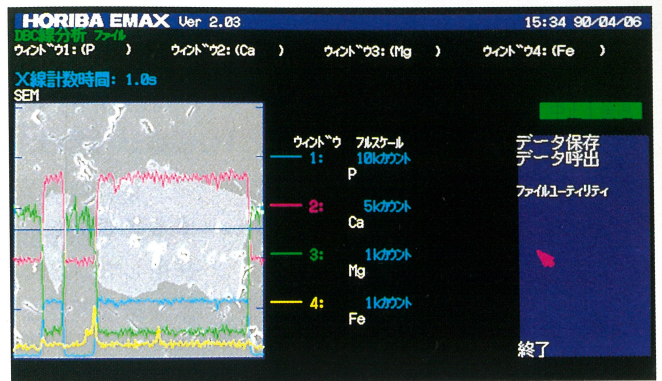 HORIBA EMAX Ver 2.03 15:34 90/04/06
DBC線分析 ファイル
ウィンドウ1:(P ) ウィンドウ2:(Ca ) ウィンドウ3:(Mg ) ウィンドウ4:(Fe )
X線計数時間: 1.0s
SEM
ウィンドウ フルスケール
1: 10kカウント
P
2: 5kカウント
Ca
3: 1kカウント
Mg
4: 1kカウント
Fe
データ保存
データ呼出
ファイルユーティリティ
終了